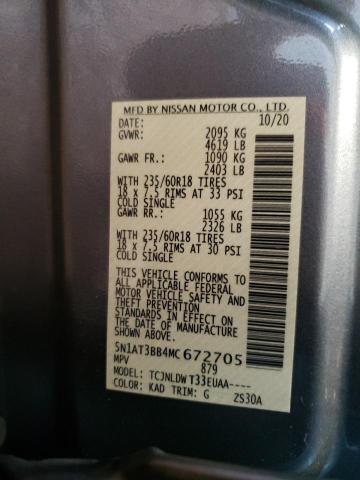 MFD BY NISSAN MOTOR CO., LTD.
DATE: 10/20
GVWR: 2095 KG
4619 LB
GAWR FR.: 1090 KG
2403 LB
WITH 235/60R18 TIRES
18 x 7.5 RIMS AT 33 PSI
COLD SINGLE
GAWR RR.: 1055 KG
2326 LB
WITH 235/60R18 TIRES
18 x 7.5 RIMS AT 30 PSI
COLD SINGLE
THIS VEHICLE CONFORMS TO
ALL APPLICABLE FEDERAL
MOTOR VEHICLE SAFETY AND
THEFT PREVENTION
STANDARDS IN EFFECT ON
THE DATE OF MANUFACTURE
SHOWN ABOVE.
5N1AT3BB4MC672705
MPV 879
MODEL: TCJNLDWT33EUAA----
COLOR: KAD TRIM: G ZS30A